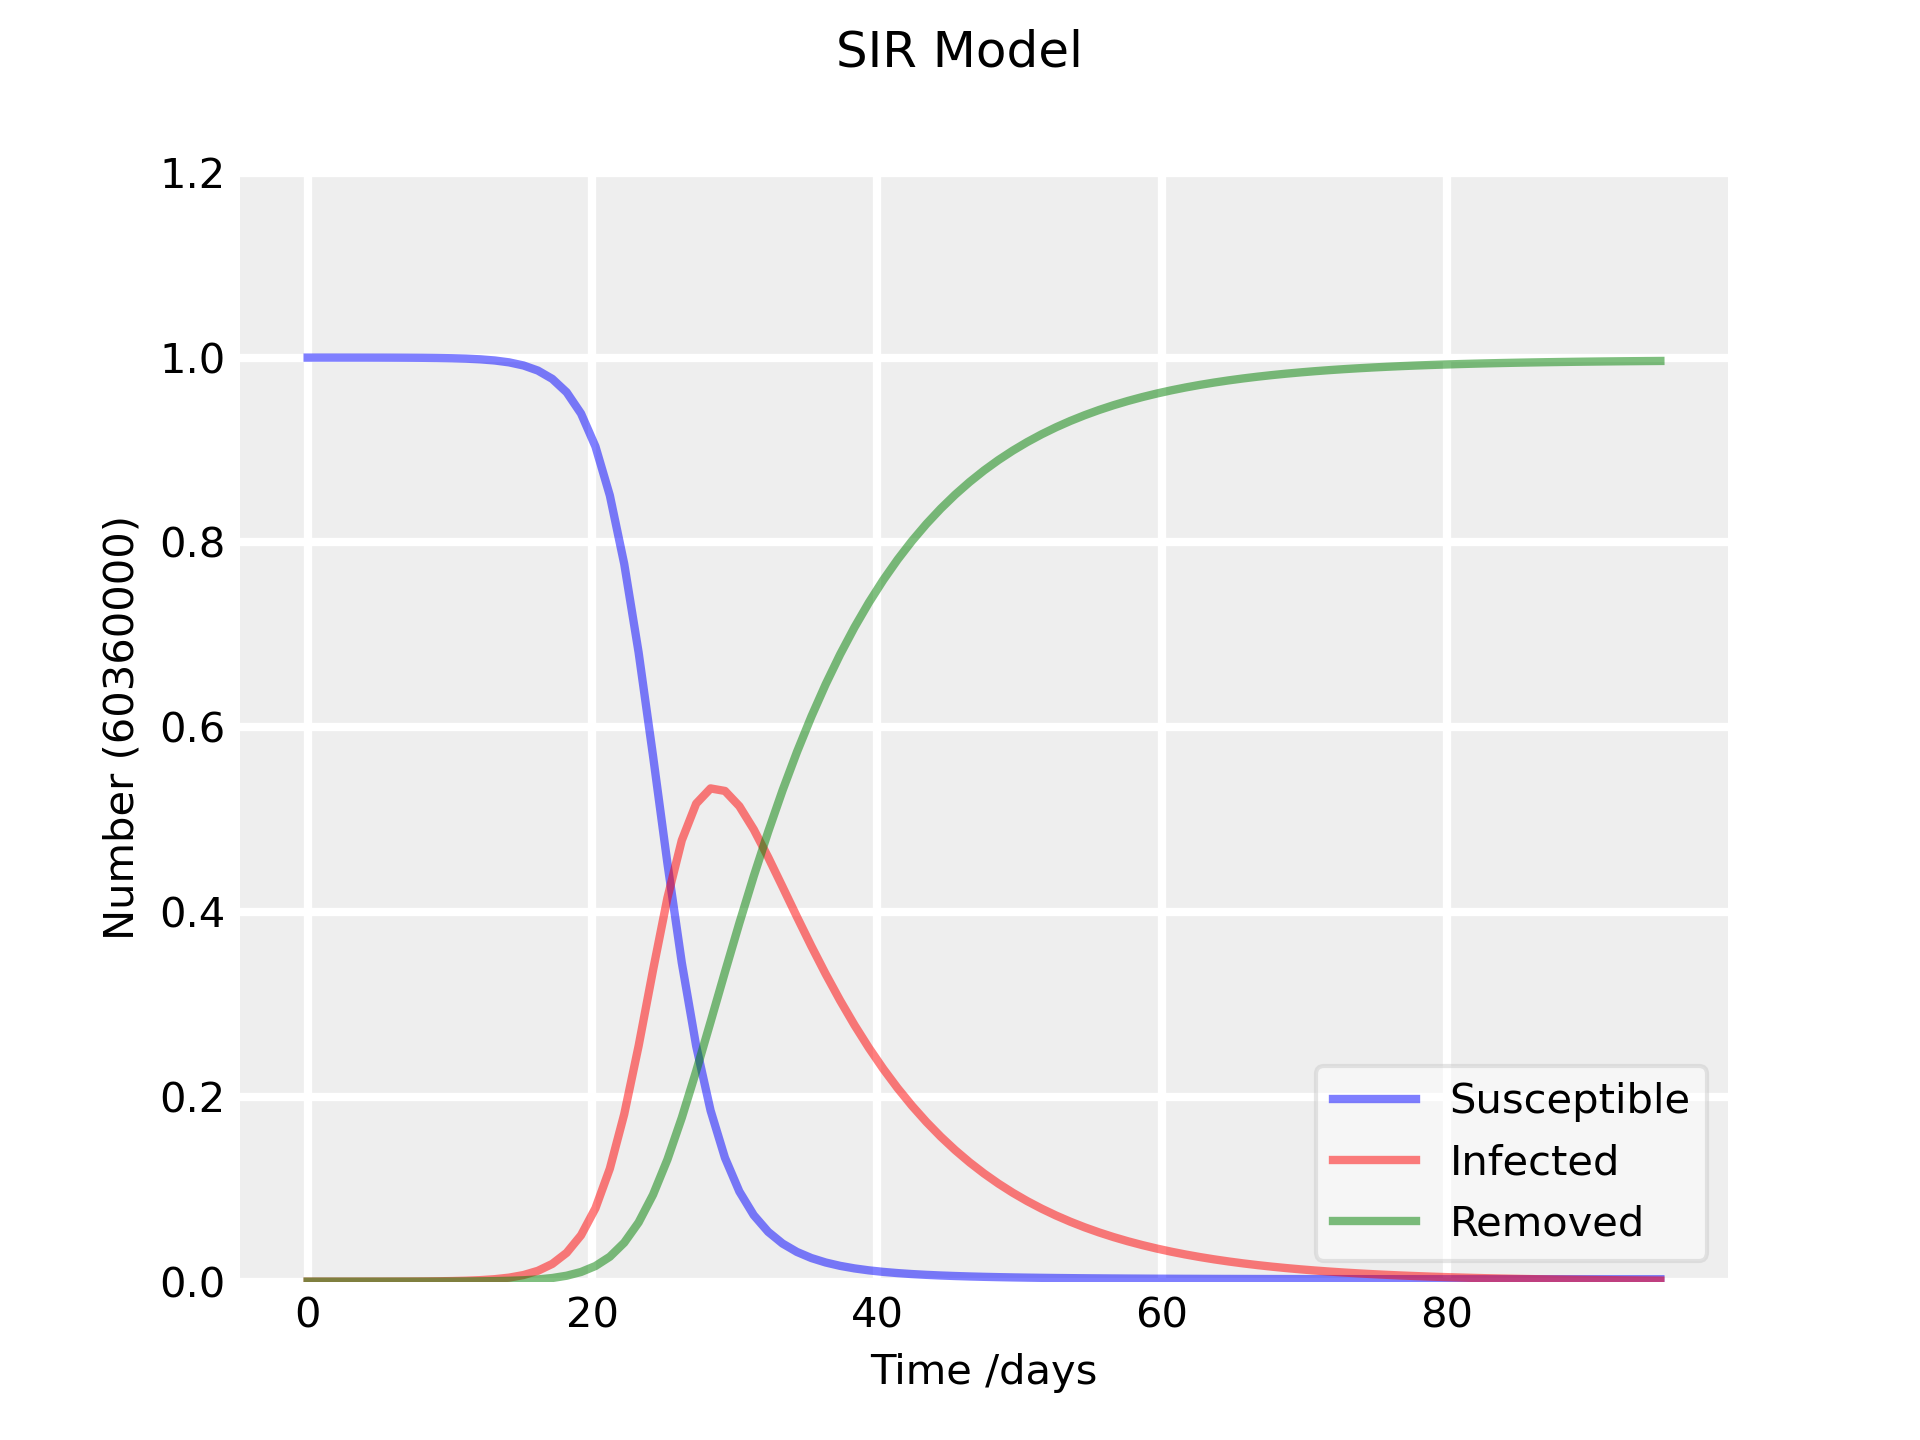 SIR Model
Number (60360000)
1.2
1.0
0.8
0.6
0.4
0.2
0.0
0 20 40 60 80
Time /days
Susceptible
Infected
Removed